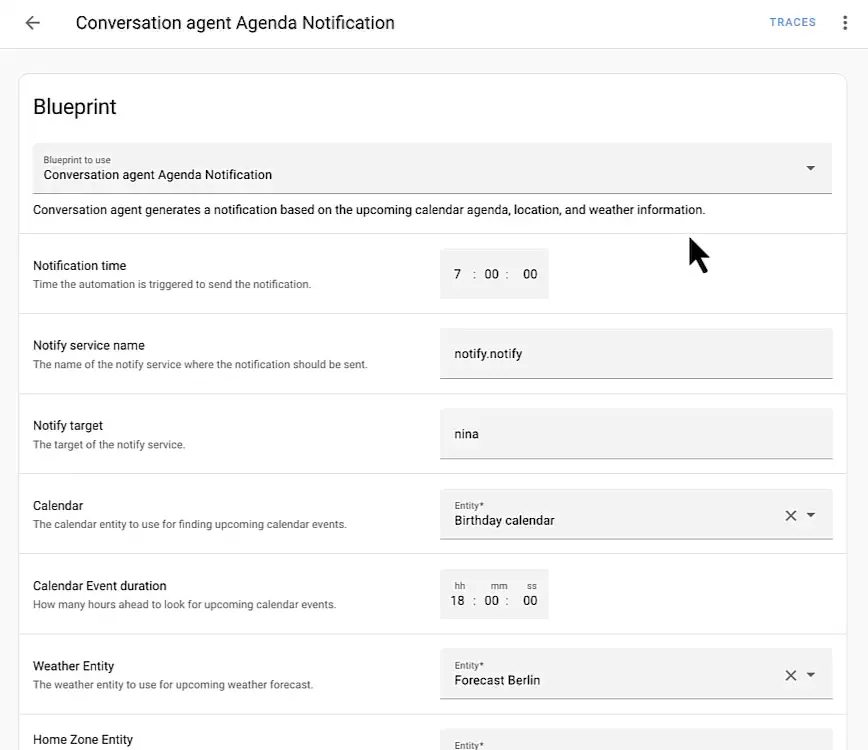 Conversation agent Agenda Notification
TRACES
Blueprint
Blueprint to use
Conversation agent Agenda Notification
Conversation agent generates a notification based on the upcoming calendar agenda, location, and weather information.
Notification time
Time the automation is triggered to send the notification.
7 : 00 : 00
Notify service name
The name of the notify service where the notification should be sent.
notify.notify
Notify target
The target of the notify service.
nina
Calendar
The calendar entity to use for finding upcoming calendar events.
Entity*
Birthday calendar
Calendar Event duration
How many hours ahead to look for upcoming calendar events.
hh mm ss
18 : 00 : 00
Weather Entity
The weather entity to use for upcoming weather forecast.
Entity*
Forecast Berlin
Home Zone Entity
Entity*